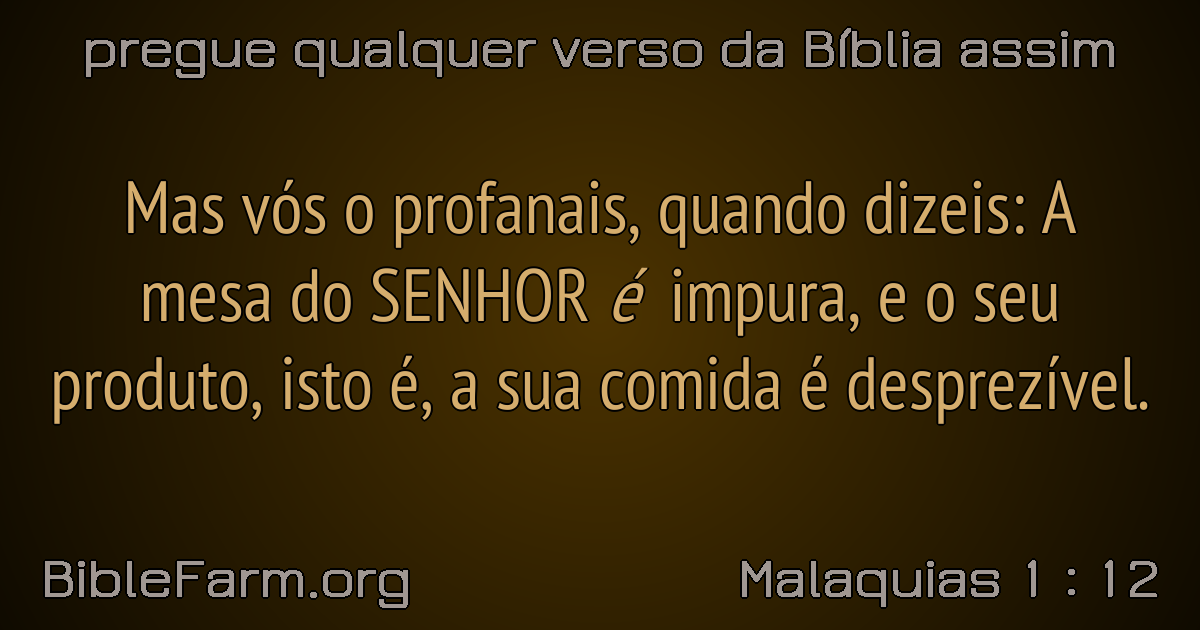 pregue qualquer verso da Bíblia assim
Mas vós o profanais, quando dizeis: A
mesa do SENHOR é impura, e o seu
produto, isto é, a sua comida é desprezível.
BibleFarm.org
Malaquias 1 : 12